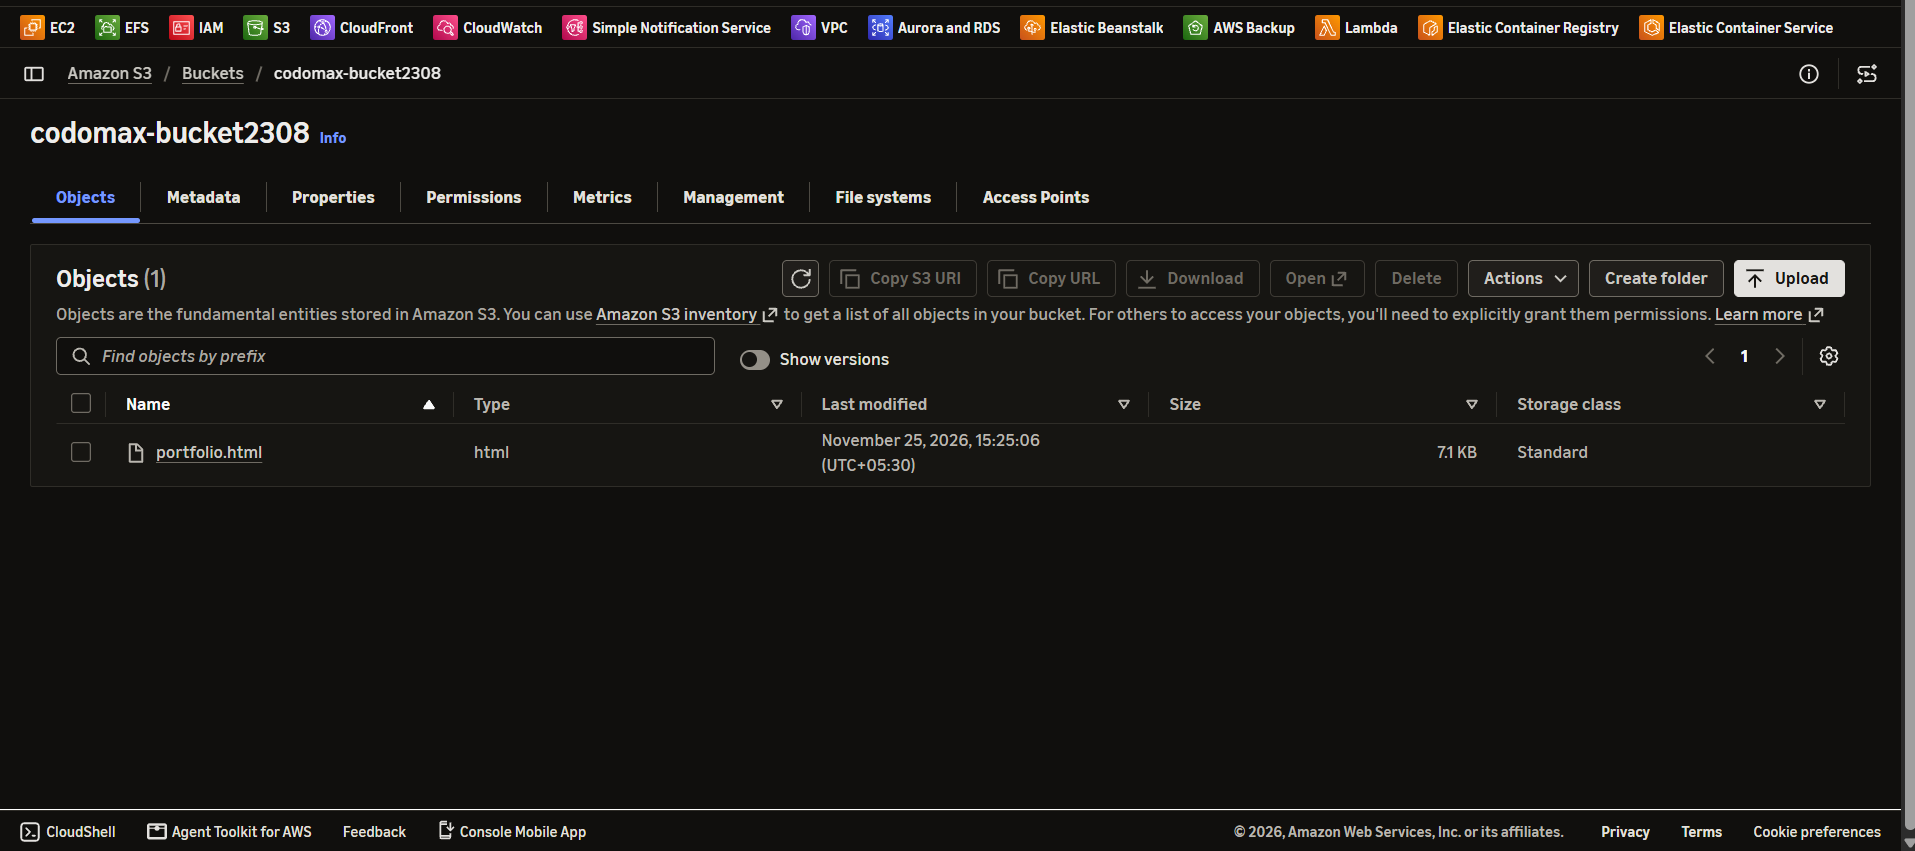 EC2 EFS IAM S3 CloudFront CloudWatch Simple Notification Service VPC Aurora and RDS Elastic Beanstalk AWS Backup Lambda Elastic Container Registry Elastic Container Service
Amazon S3 / Buckets / codomax-bucket2308
codomax-bucket2308 Info
Objects Metadata Properties Permissions Metrics Management File systems Access Points
Objects (1) Copy S3 URI Copy URL Download Open Delete Actions Create folder Upload
Objects are the fundamental entities stored in Amazon S3. You can use Amazon S3 inventory to get a list of all objects in your bucket. For others to access your objects, you'll need to explicitly grant them permissions. Learn more
Find objects by prefix Show versions 1
Name Type Last modified Size Storage class
portfolio.html html November 25, 2026, 15:25:06 7.1 KB Standard
(UTC+05:30)
CloudShell Agent Toolkit for AWS Feedback Console Mobile App © 2026, Amazon Web Services, Inc. or its affiliates. Privacy Terms Cookie preferences